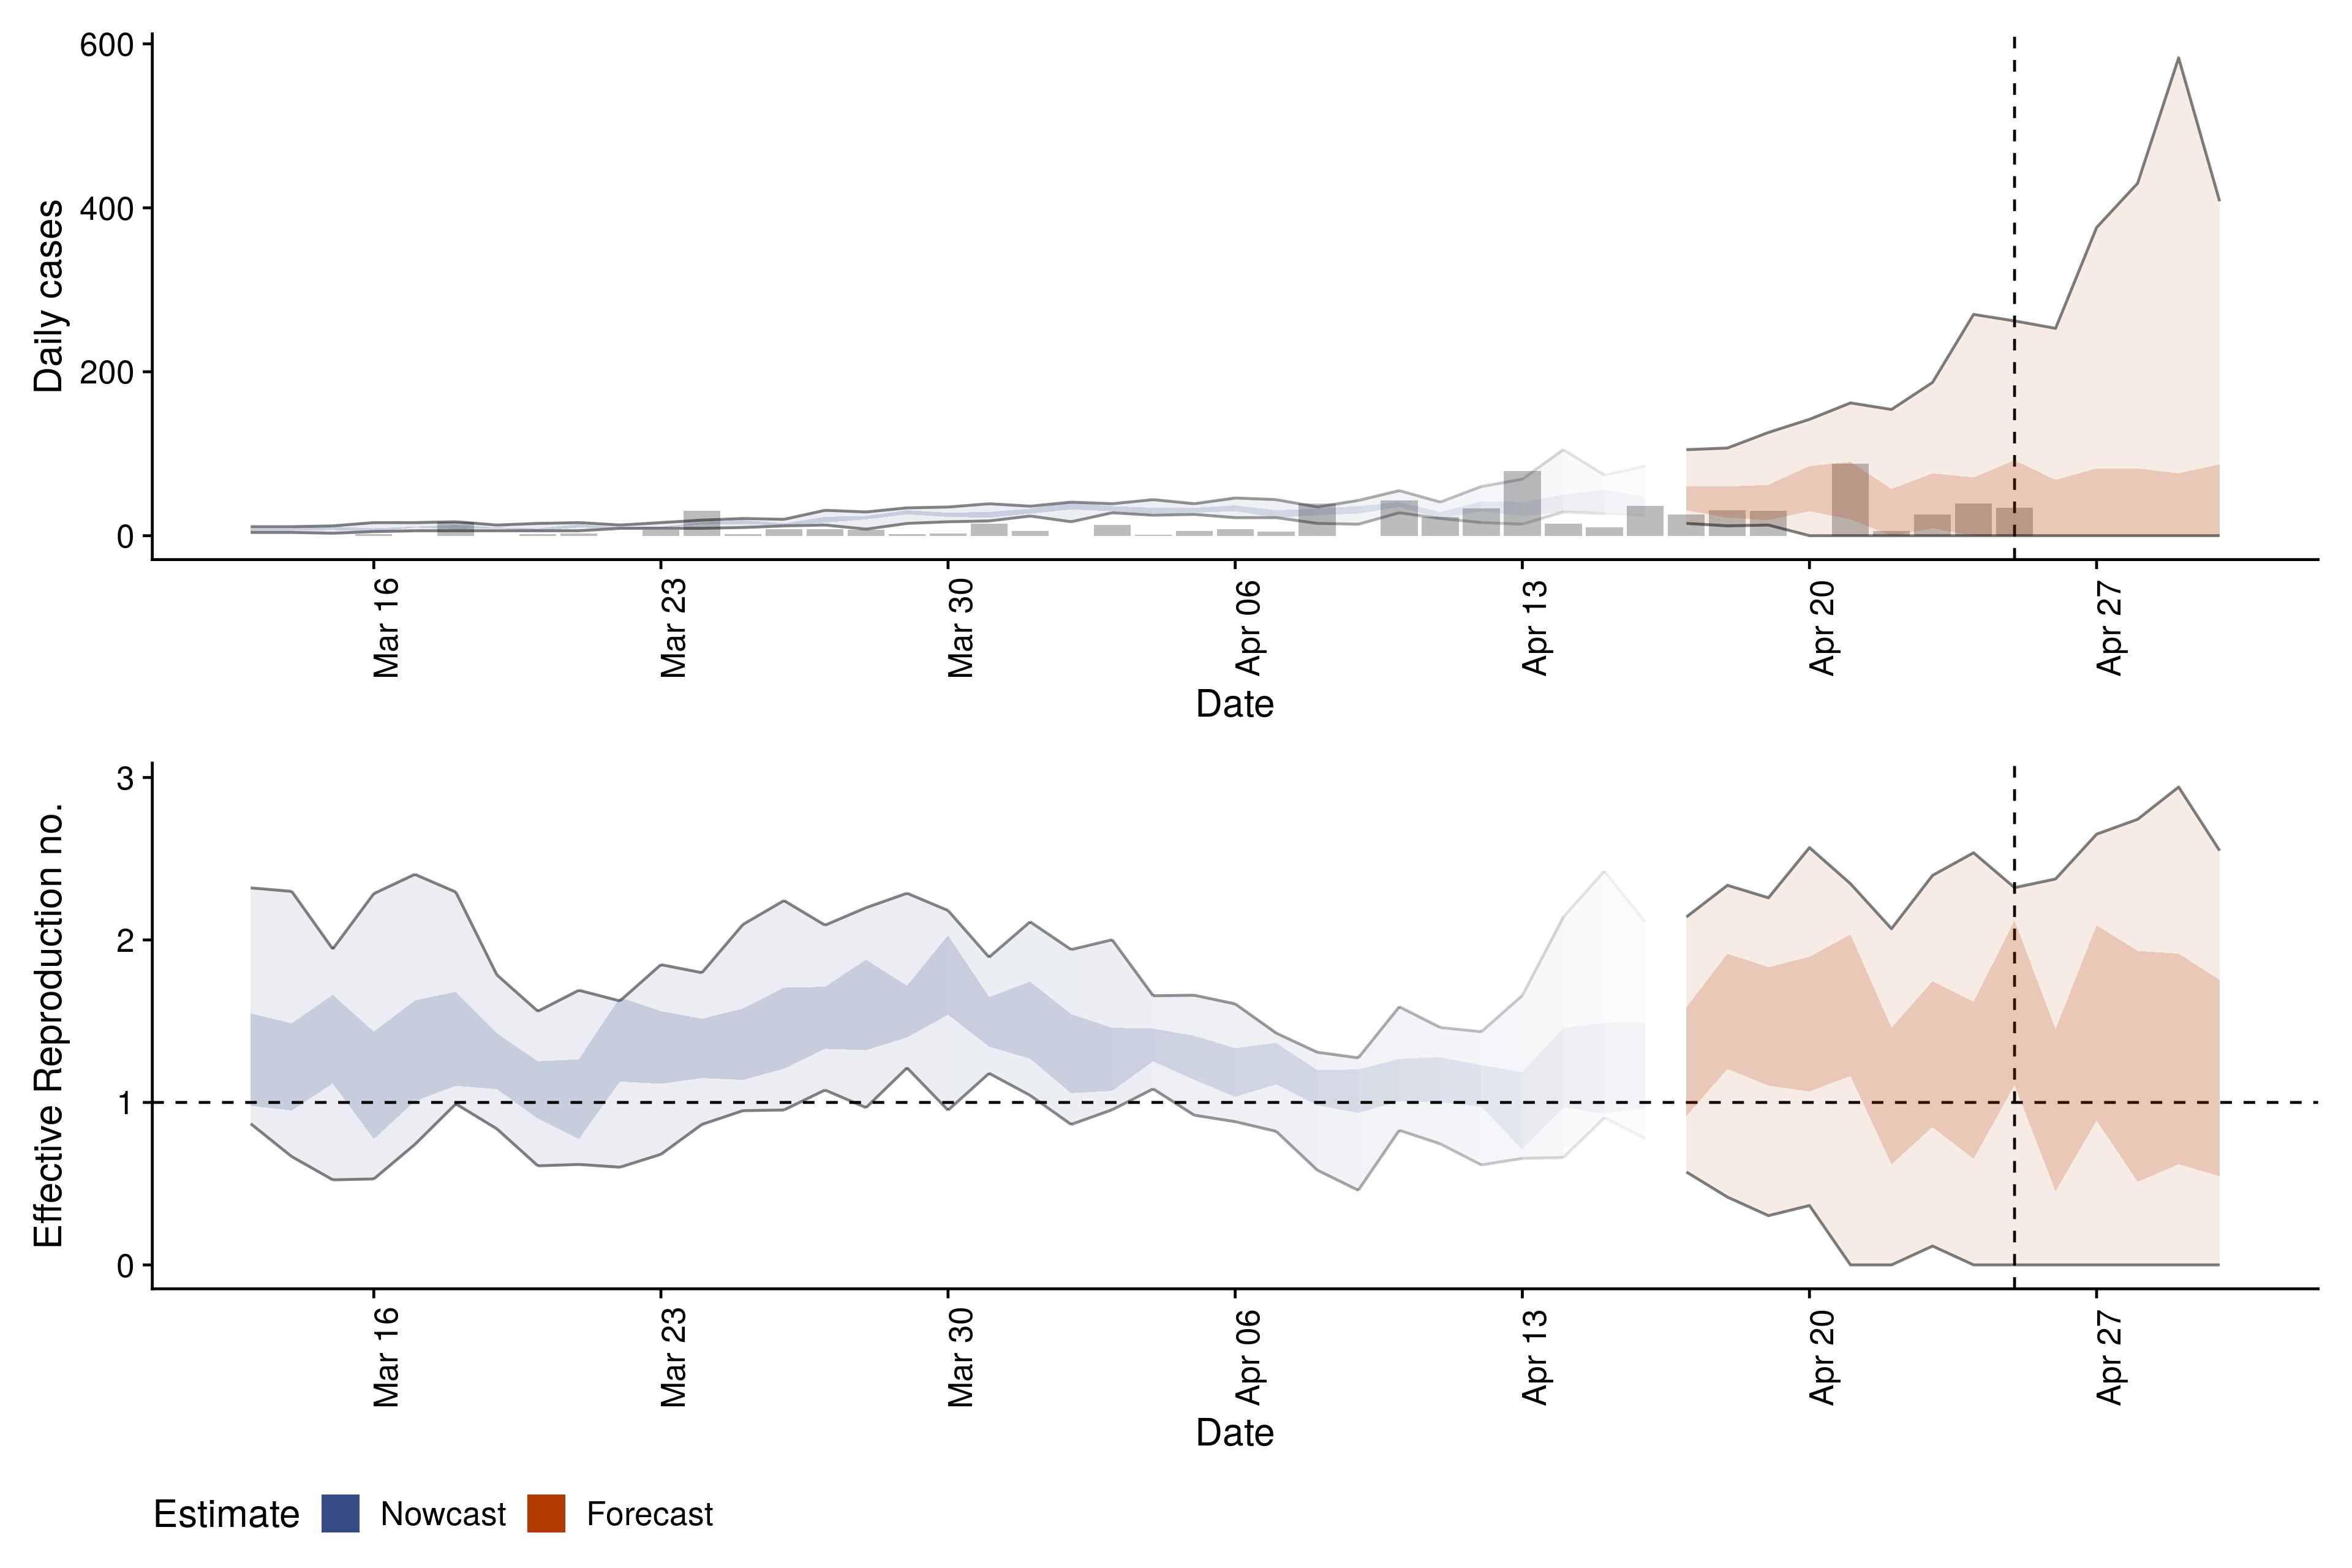 600
400
200
0
Daily cases
Mar 16
Mar 23
Mar 30
Apr 06
Apr 13
Apr 20
Apr 27
Date
3
2
1
0
Effective Reproduction no.
Mar 16
Mar 23
Mar 30
Apr 06
Apr 13
Apr 20
Apr 27
Date
Estimate Nowcast Forecast